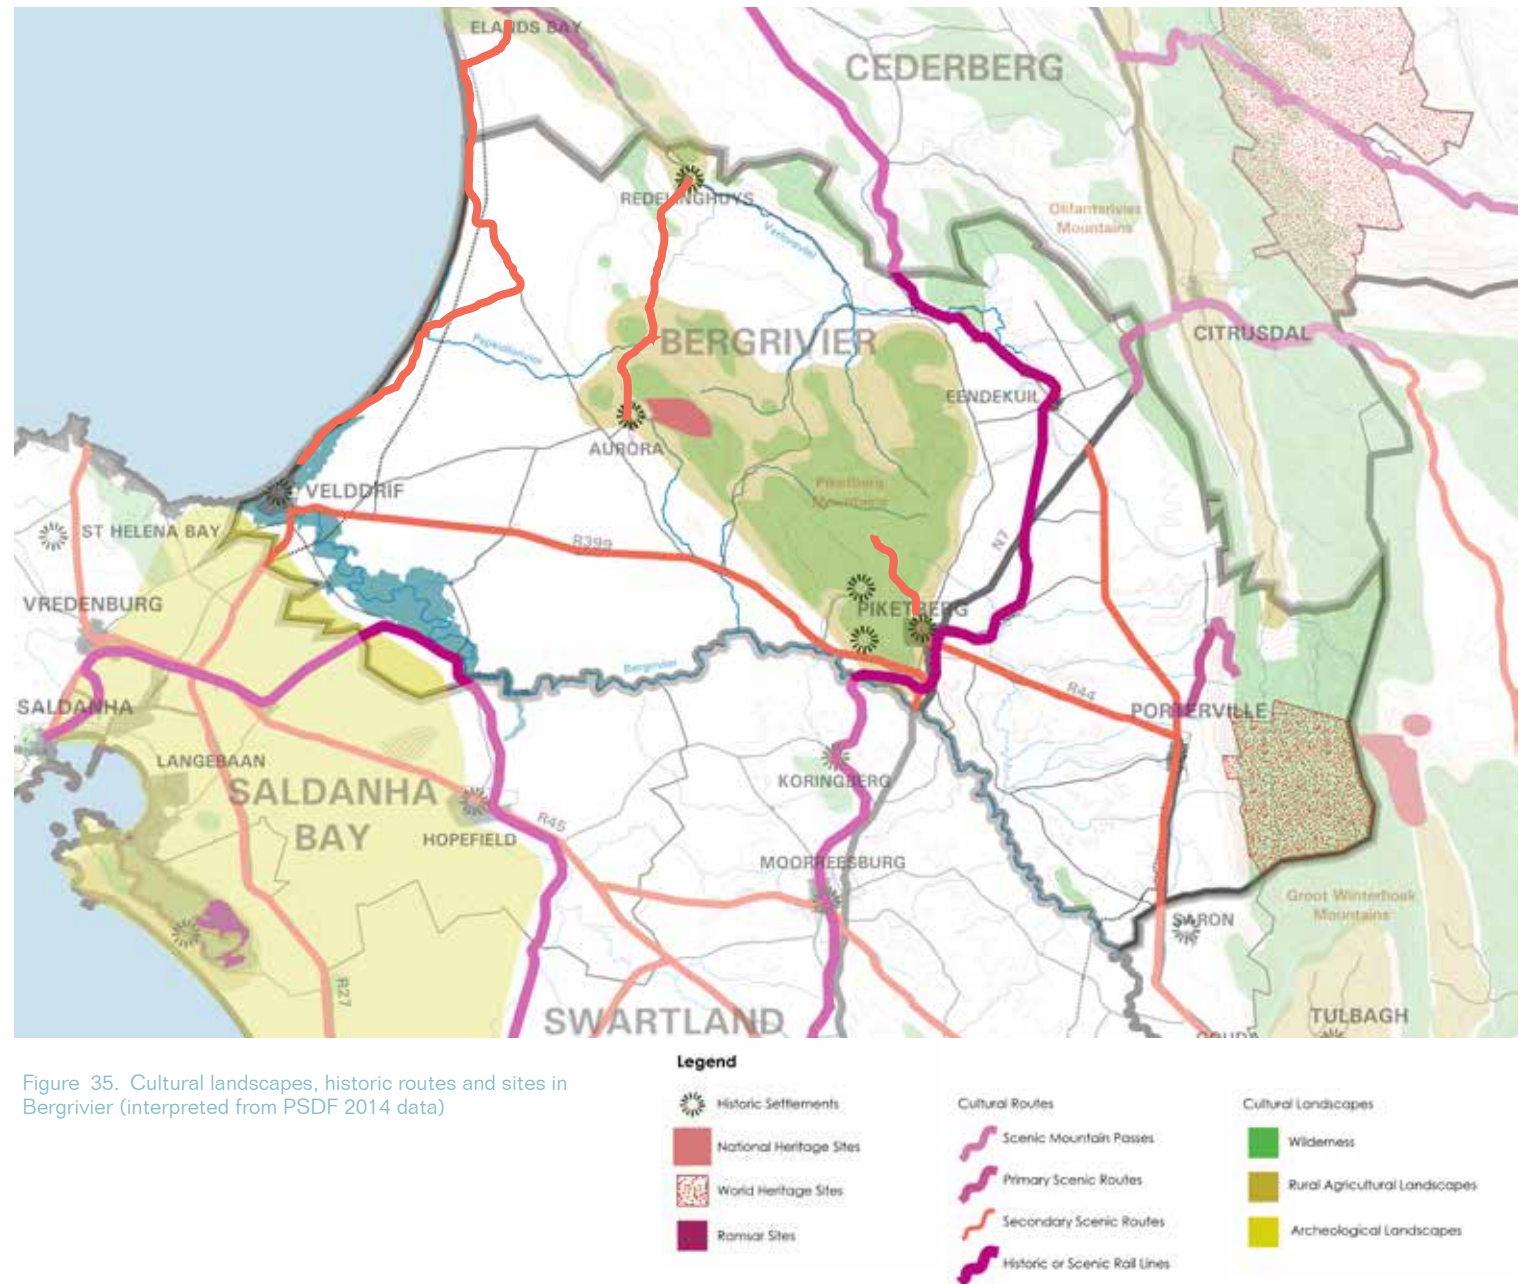 ELANDS BAY
CEDERBERG
REDELINGHUYS
Verlorevlei
Olifantsrivier
Mountains
CITRUSDAL
BERGRIVIER
Papkuilsrivier
EENDEKUIL
AURORA
Piketberg
Mountains
VELDDRIF
ST HELENA BAY
R399
N7
VREDENBURG
PIKETBERG
Bergrivier
R44
SALDANHA
PORTERVILLE
LANGEBAAN
KORINGBERG
SALDANHA
BAY
R45
HOPEFIELD
MOORREESBURG
Groot Winterhoek
Mountains
SARON
R27
SWARTLAND
TULBAGH
Figure 35. Cultural landscapes, historic routes and sites in
Bergrivier (interpreted from PSDF 2014 data)
Legend
Historic Settlements
National Heritage Sites
World Heritage Sites
Ramsar Sites
Cultural Routes
Scenic Mountain Passes
Primary Scenic Routes
Secondary Scenic Routes
Historic or Scenic Rail Lines
Cultural Landscapes
Wilderness
Rural Agricultural Landscapes
Archeological Landscapes